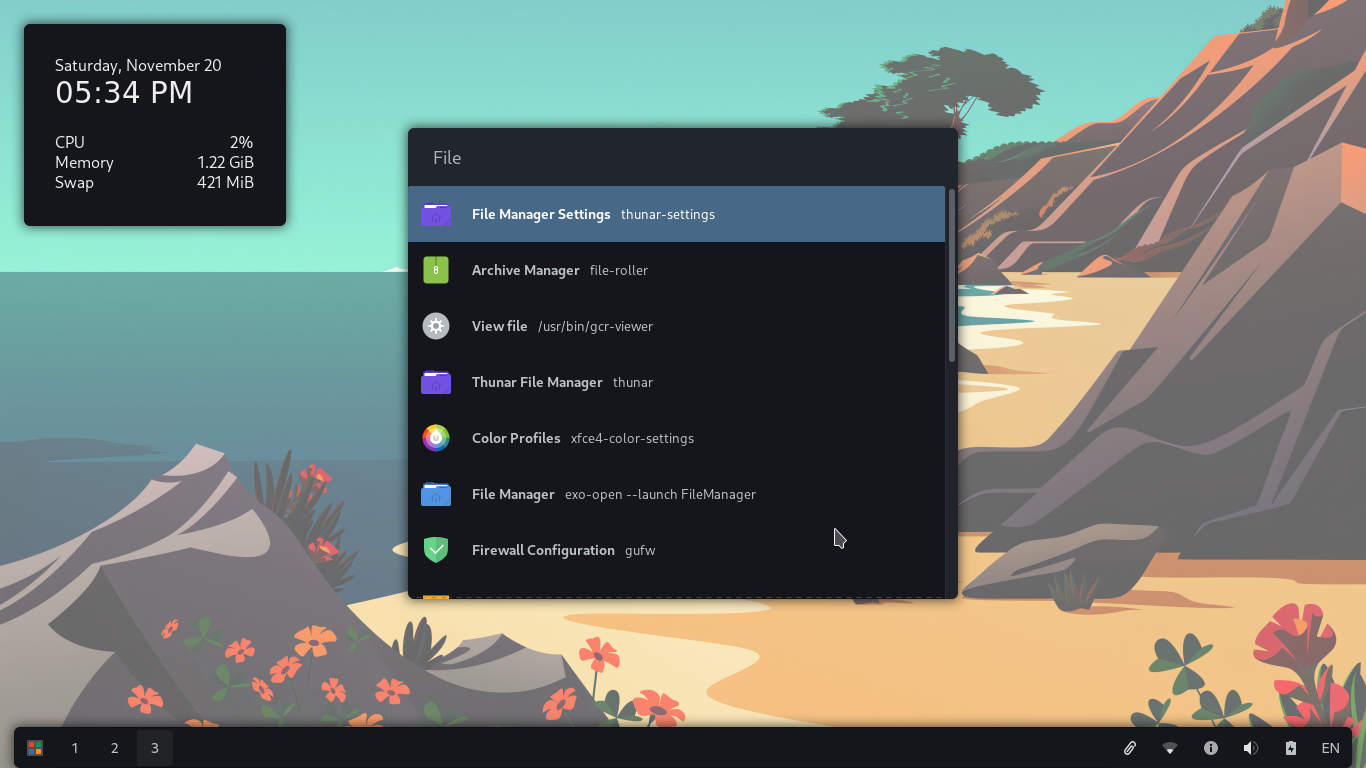 Saturday, November 20
05:34 PM
CPU 2%
Memory 1.22 GiB
Swap 421 MiB
File
File Manager Settings thunar-settings
Archive Manager file-roller
View file /usr/bin/gcr-viewer
Thunar File Manager thunar
Color Profiles xfce4-color-settings
File Manager exo-open --launch FileManager
Firewall Configuration gufw
1 2 3 EN